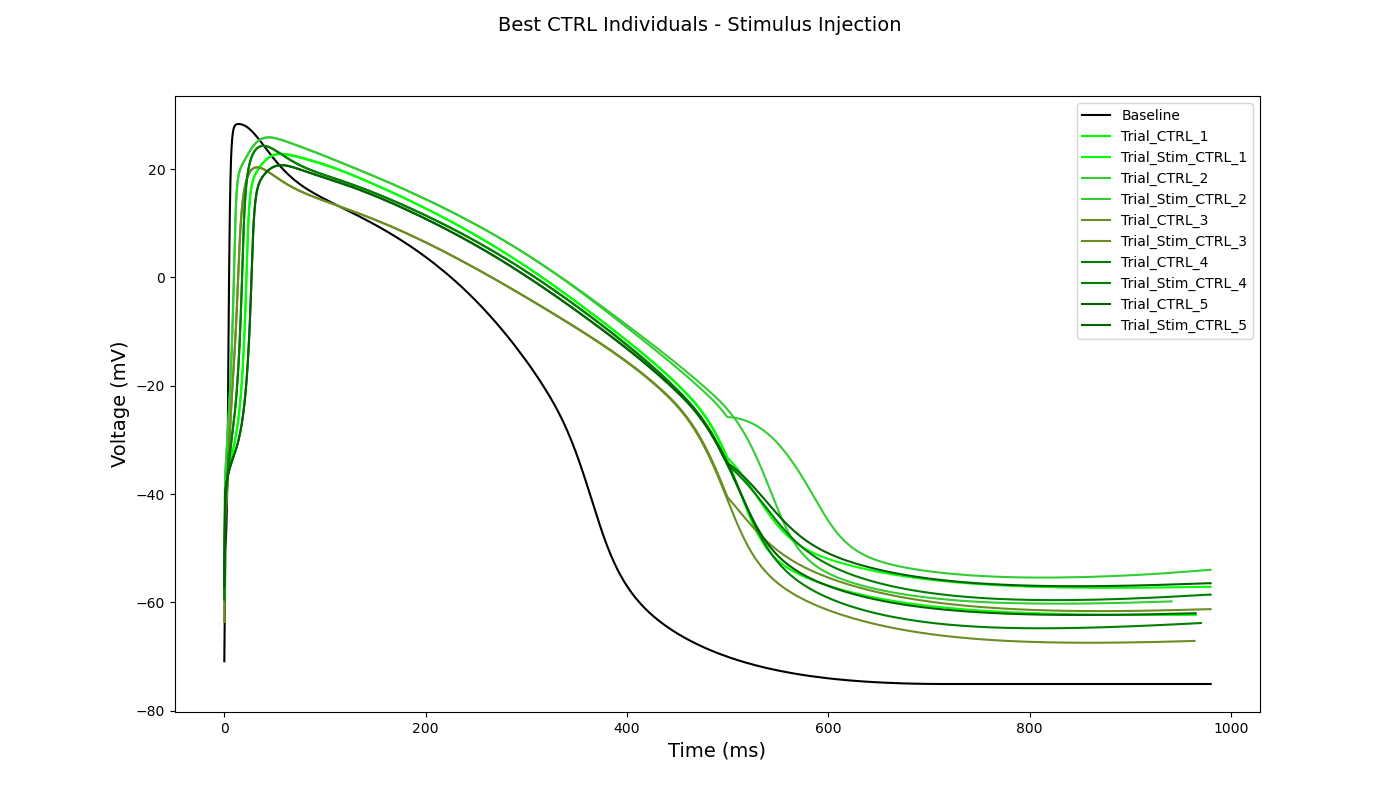 Best CTRL Individuals - Stimulus Injection
Baseline
Trial_CTRL_1
Trial_Stim_CTRL_1
Trial_CTRL_2
Trial_Stim_CTRL_2
Trial_CTRL_3
Trial_Stim_CTRL_3
Trial_CTRL_4
Trial_Stim_CTRL_4
Trial_CTRL_5
Trial_Stim_CTRL_5
20
0
−20
−40
−60
−80
Voltage (mV)
0 200 400 600 800 1000
Time (ms)